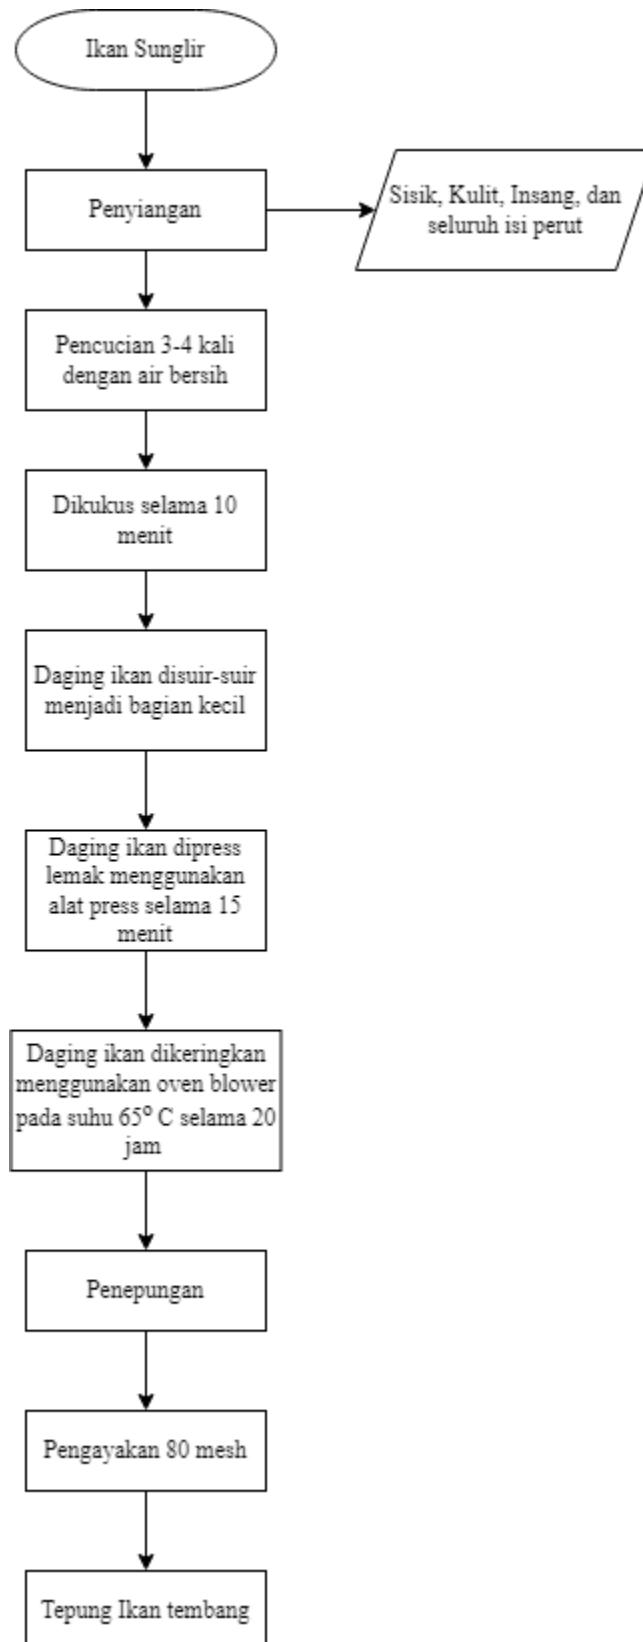 Ikan Sunglir
Penyiangan
Sisik, Kulit, Insang, dan
seluruh isi perut
Pencucian 3-4 kali
dengan air bersih
Dikukus selama 10
menit
Daging ikan disuir-suir
menjadi bagian kecil
Daging ikan dipress
lemak menggunakan
alat press selama 15
menit
Daging ikan dikeringkan
menggunakan oven blower
pada suhu 65° C selama 20
jam
Penepungan
Pengayakan 80 mesh
Tepung Ikan tembang